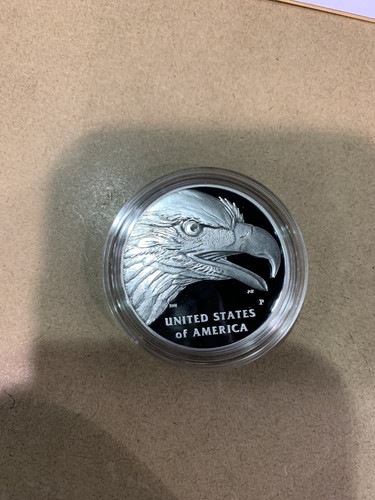 P
UNITED STATES
of AMERICA